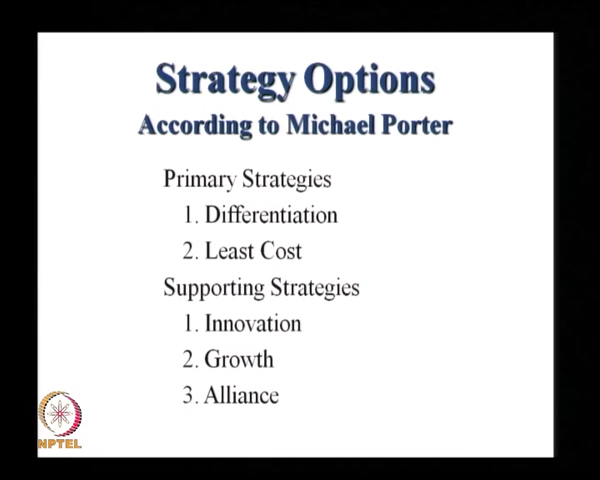 Strategy Options
According to Michael Porter
Primary Strategies
1. Differentiation
2. Least Cost
Supporting Strategies
1. Innovation
2. Growth
3. Alliance
NPTEL